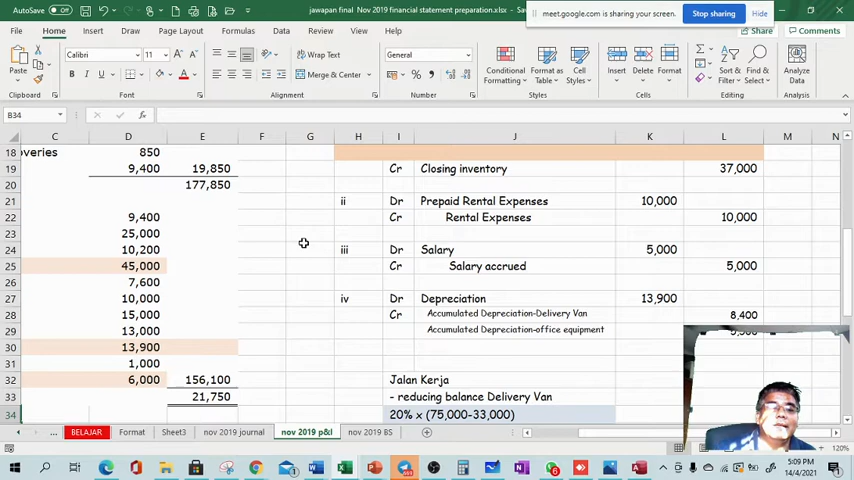 AutoSave Off
jawapan final Nov 2019 financial statement preparation.xlsx - Sav
meet.google.com is sharing your screen. Stop sharing Hide
File Home Insert Draw Page Layout Formulas Data Review View Help
Share Comments
Calibri 11 Wrap Text General
Paste B I U Merge & Center Conditional Formatting Format as Table Cell Styles Insert Delete Format Sort & Filter Find & Select Analyze Data
Clipboard Font Alignment Number Styles Cells Editing Analysis
B34 fx
C D E F G H I J K L M N
18 overies 850
19 9,400 19,850 Cr Closing inventory 37,000
20 177,850
21 ii Dr Prepaid Rental Expenses 10,000
22 9,400 Cr Rental Expenses 10,000
23 25,000
24 10,200 iii Dr Salary 5,000
25 45,000 Cr Salary accrued 5,000
26 7,600
27 10,000 iv Dr Depreciation 13,900
28 15,000 Cr Accumulated Depreciation-Delivery Van 8,400
29 13,000 Accumulated Depreciation-office equipment
30 13,900
31 1,000
32 6,000 156,100 Jalan Kerja
33 21,750 - reducing balance Delivery Van
34 20% x (75,000-33,000)
... BELAJAR Format Sheet3 nov 2019 journal nov 2019 p&l nov 2019 BS
120%
5:09 PM
14/4/2021